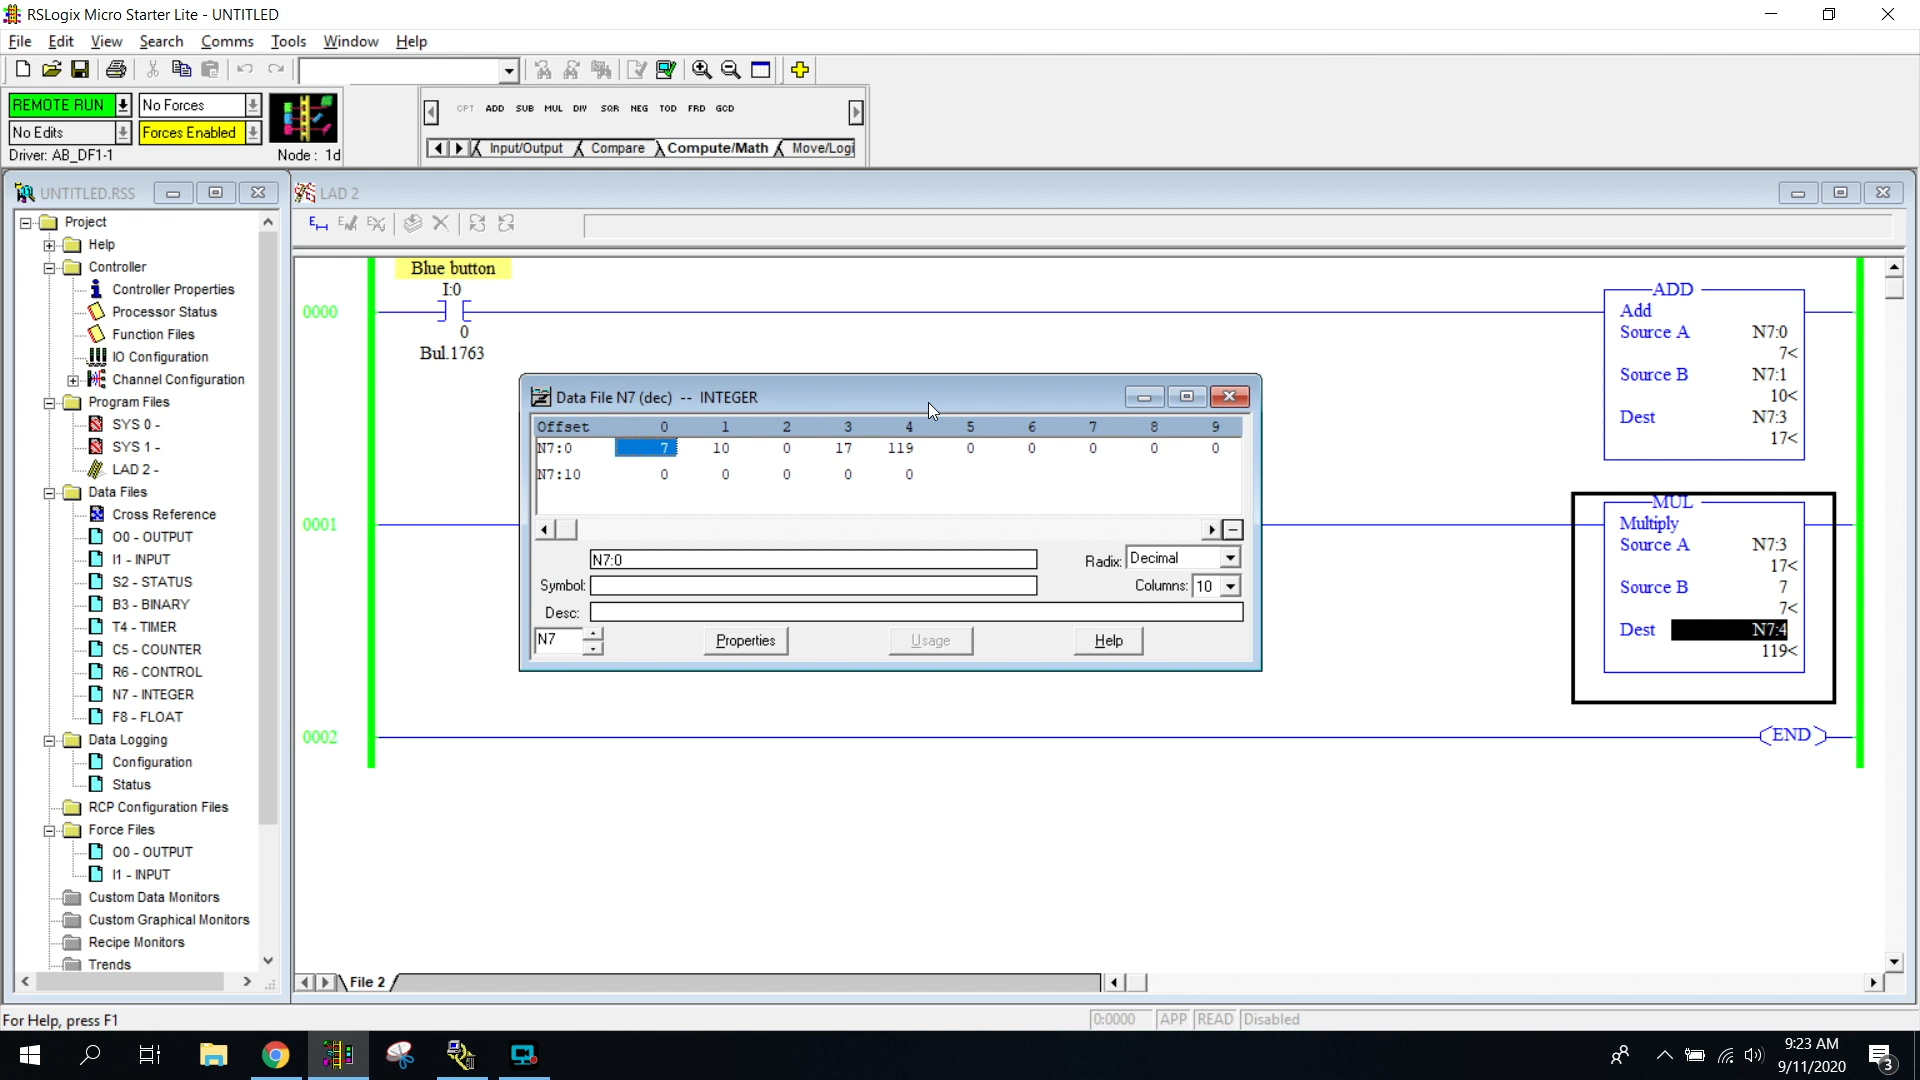 RSLogix Micro Starter Lite - UNTITLED
File Edit View Search Comms Tools Window Help
REMOTE RUN No Forces
No Edits Forces Enabled
Driver: AB_DF1-1 Node : 1d
CPT ADD SUB MUL DIV SQR NEG TOD FRD GCD
Input/Output Compare Compute/Math Move/Logi
UNTITLED.RSS
Project
Help
Controller
Controller Properties
Processor Status
Function Files
IO Configuration
Channel Configuration
Program Files
SYS 0 -
SYS 1 -
LAD 2 -
Data Files
Cross Reference
O0 - OUTPUT
I1 - INPUT
S2 - STATUS
B3 - BINARY
T4 - TIMER
C5 - COUNTER
R6 - CONTROL
N7 - INTEGER
F8 - FLOAT
Data Logging
Configuration
Status
RCP Configuration Files
Force Files
O0 - OUTPUT
I1 - INPUT
Custom Data Monitors
Custom Graphical Monitors
Recipe Monitors
Trends
LAD 2
Blue button
I:0
0000
0
Bul.1763
ADD
Add
Source A N7:0
7<
Source B N7:1
10<
Dest N7:3
17<
Data File N7 (dec) -- INTEGER
Offset 0 1 2 3 4 5 6 7 8 9
N7:0 7 10 0 17 119 0 0 0 0 0
N7:10 0 0 0 0 0
N7:0 Radix: Decimal
Symbol: Columns: 10
Desc:
N7 Properties Usage Help
0001
MUL
Multiply
Source A N7:3
17<
Source B 7
7<
Dest N7:4
119<
0002 END
File 2
For Help, press F1 0:0000 APP READ Disabled
9:23 AM
9/11/2020
3